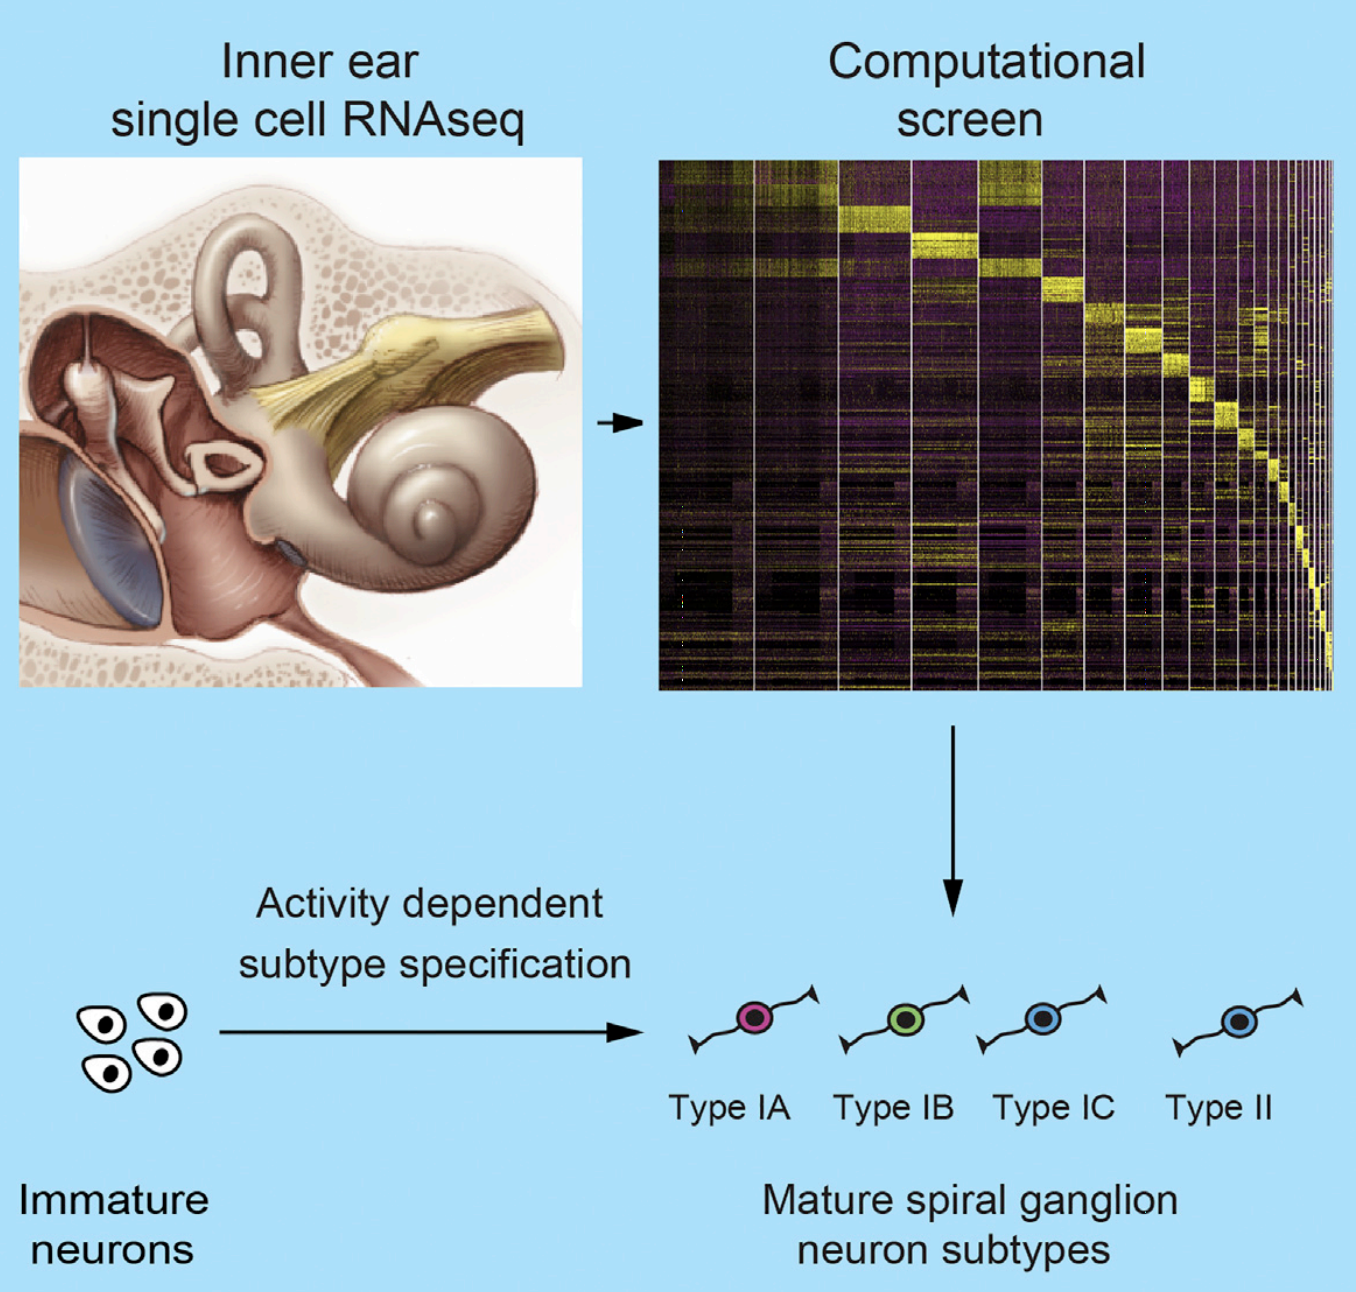 Inner ear
single cell RNAseq
Computational
screen
Activity dependent
subtype specification
Type IA
Type IB
Type IC
Type II
Immature
neurons
Mature spiral ganglion
neuron subtypes